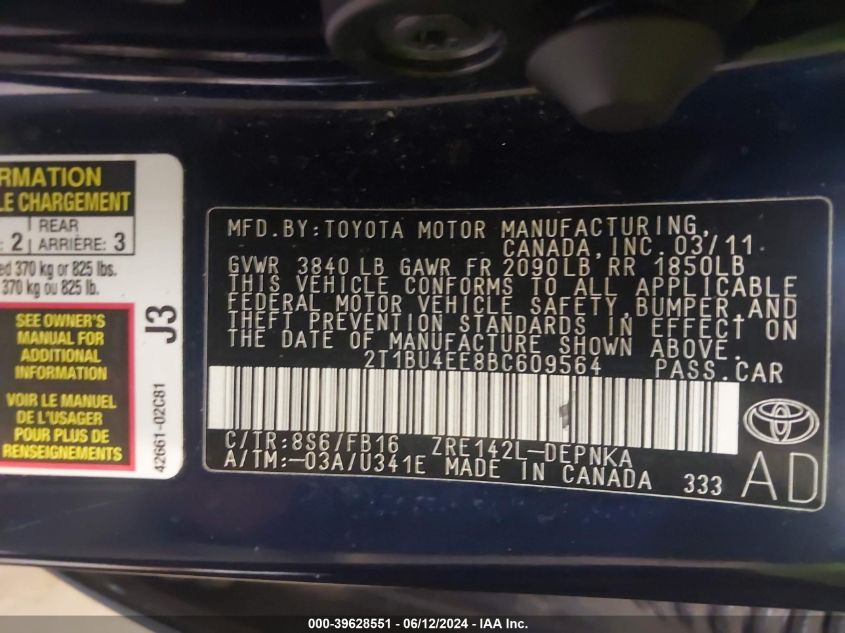 RMATION
LE CHARGEMENT
REAR
: 2 ARRIÈRE: 3
ed 370 kg or 825 lbs.
370 kg ou 825 lb.
SEE OWNER'S
MANUAL FOR
ADDITIONAL
INFORMATION
VOIR LE MANUEL
DE L'USAGER
POUR PLUS DE
RENSEIGNEMENTS
J3
42661-02C81
MFD.BY:TOYOTA MOTOR MANUFACTURING,
CANADA,INC. 03/11
GVWR 3840 LB GAWR FR 2090LB RR 1850LB
THIS VEHICLE CONFORMS TO ALL APPLICABLE
FEDERAL MOTOR VEHICLE SAFETY,BUMPER,AND
THEFT PREVENTION STANDARDS IN EFFECT ON
THE DATE OF MANUFACTURE SHOWN ABOVE.
2T1BU4EE8BC609564 PASS.CAR
C/TR:8S6/FB16 ZRE142L-DEPNKA
A/TM:-03A/U341E MADE IN CANADA 333
AD
000-39628551 / 06/12/2024 - IAA Inc.